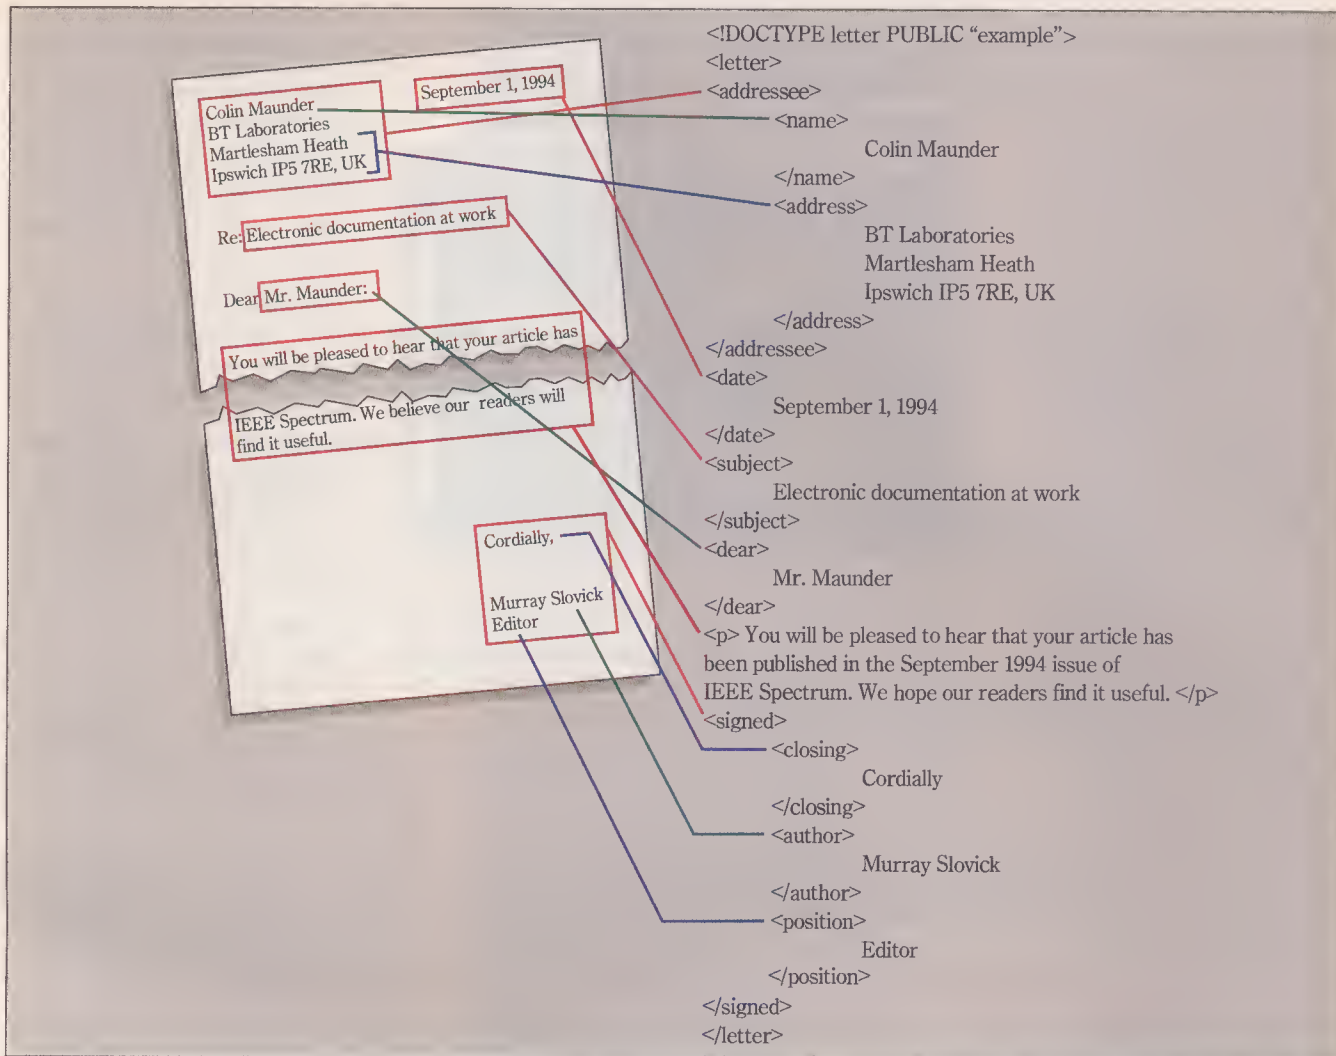 Colin Maunder
BT Laboratories
Martlesham Heath
Ipswich IP5 7RE, UK
September 1, 1994
Re: Electronic documentation at work
Dear Mr. Maunder:
You will be pleased to hear that your article has
IEEE Spectrum. We believe our readers will
find it useful.
Cordially,
Murray Slovick
Editor
<!DOCTYPE letter PUBLIC “example”>
<letter>
<addressee>
<name>
Colin Maunder
</name>
<address>
BT Laboratories
Martlesham Heath
Ipswich IP5 7RE, UK
</address>
</addressee>
<date>
September 1, 1994
</date>
<subject>
Electronic documentation at work
</subject>
<dear>
Mr. Maunder
</dear>
<p> You will be pleased to hear that your article has
been published in the September 1994 issue of
IEEE Spectrum. We hope our readers find it useful. </p>
<signed>
<closing>
Cordially
</closing>
<author>
Murray Slovick
</author>
<position>
Editor
</position>
</signed>
</letter>